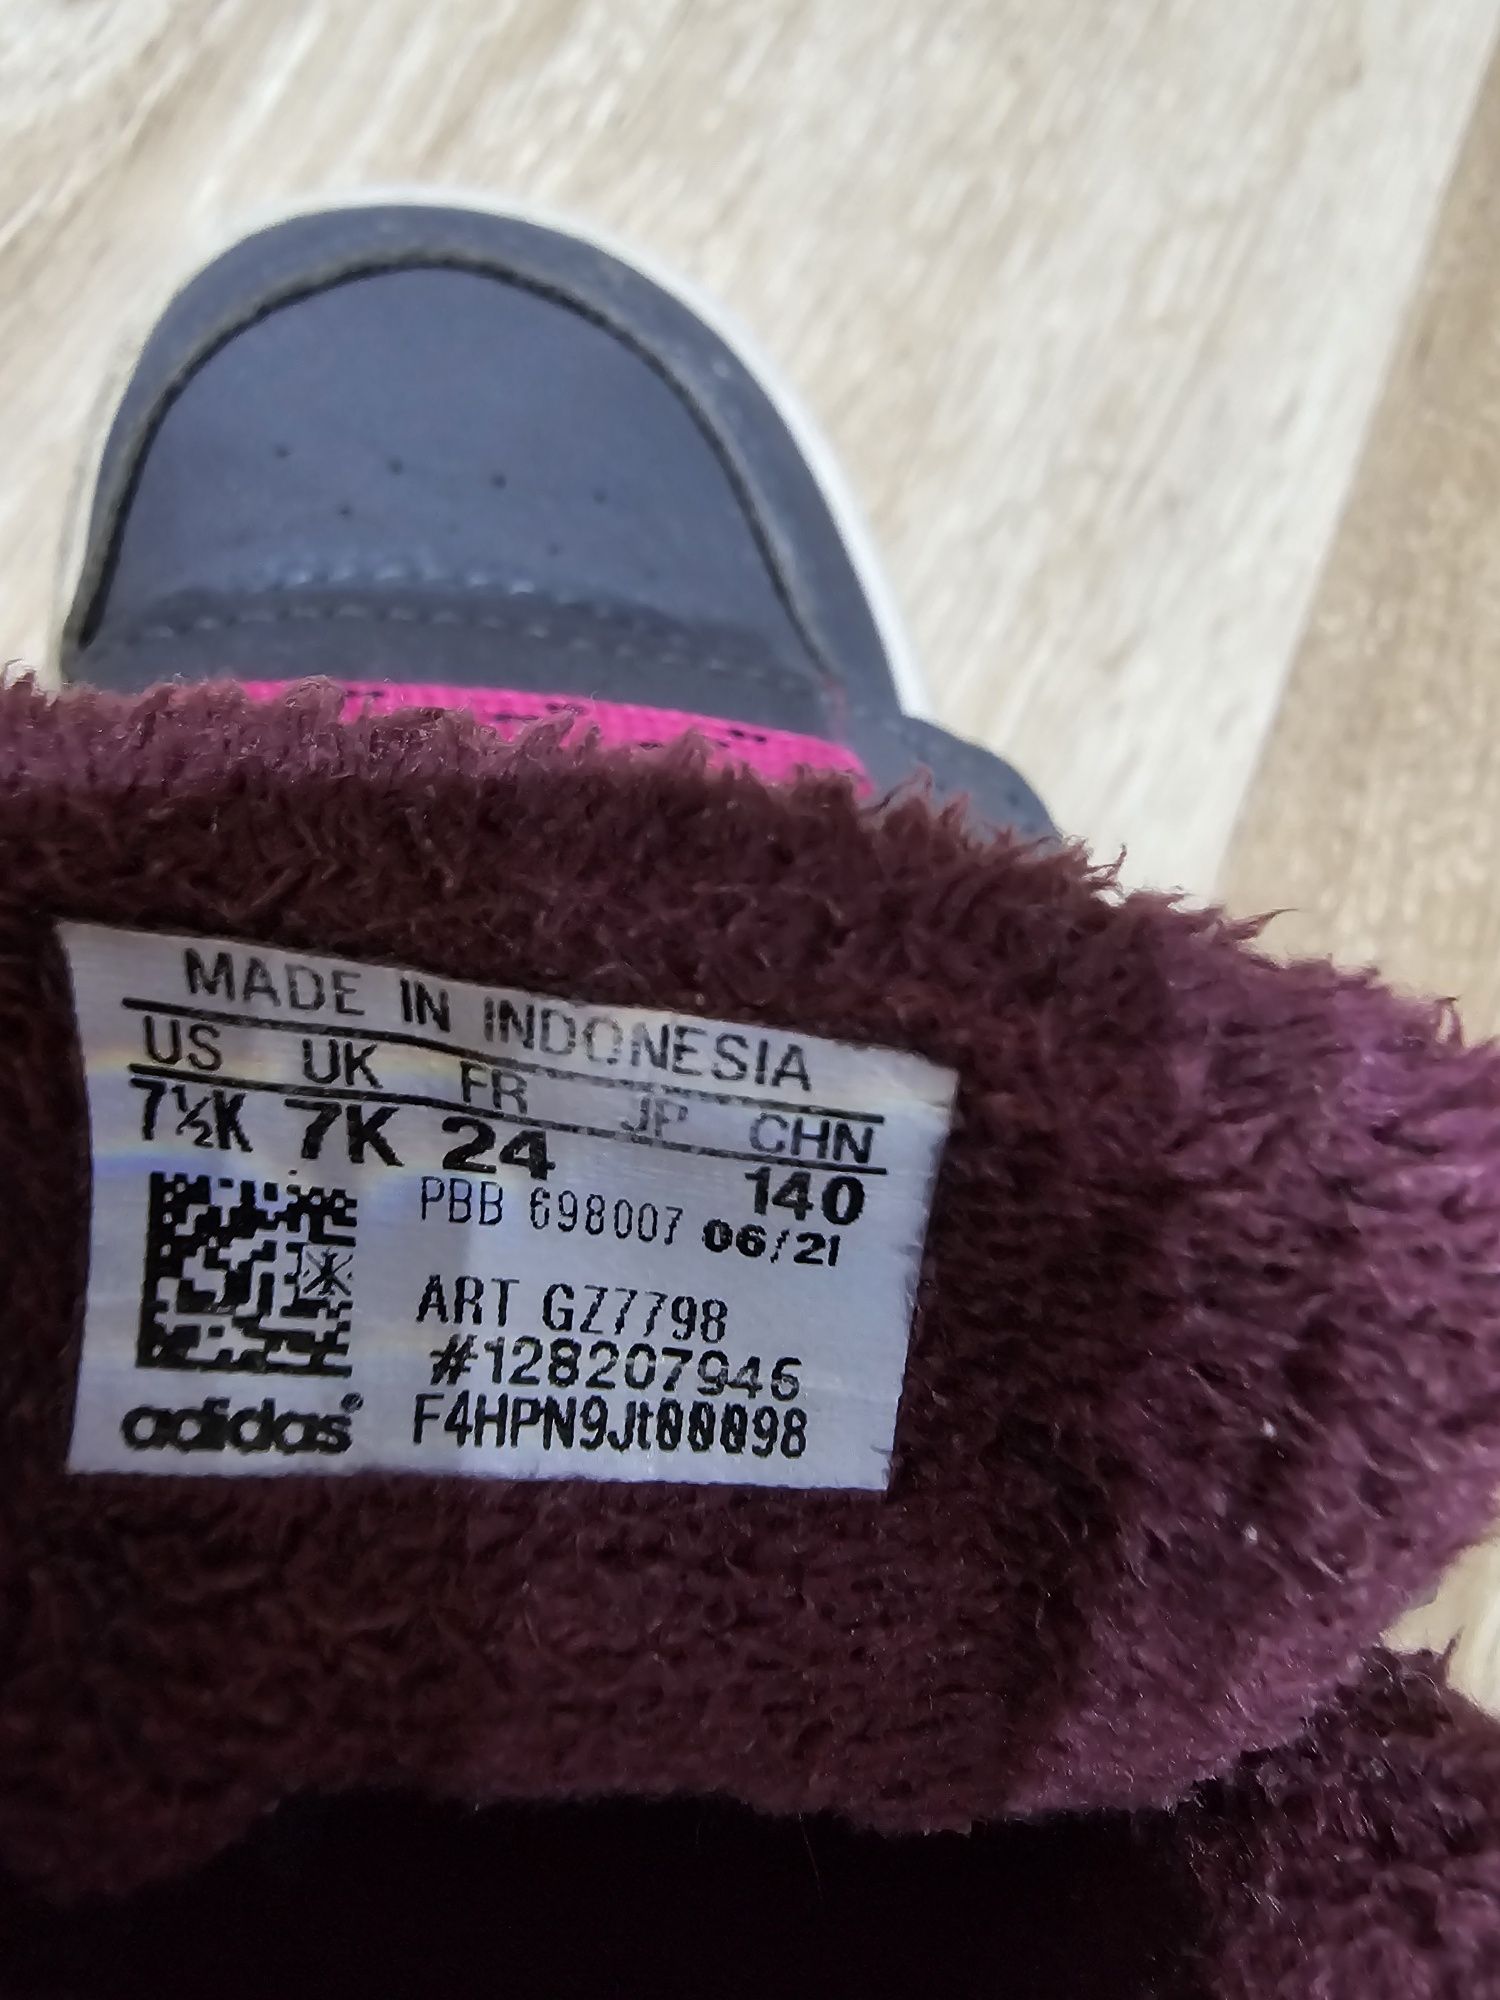 MADE IN INDONESIA
US UK FR JP CHN
7½K 7K 24 140
PBB 698007 06/21
ART GZ7798
#128207946
F4HPN9Jt00098
adidas®